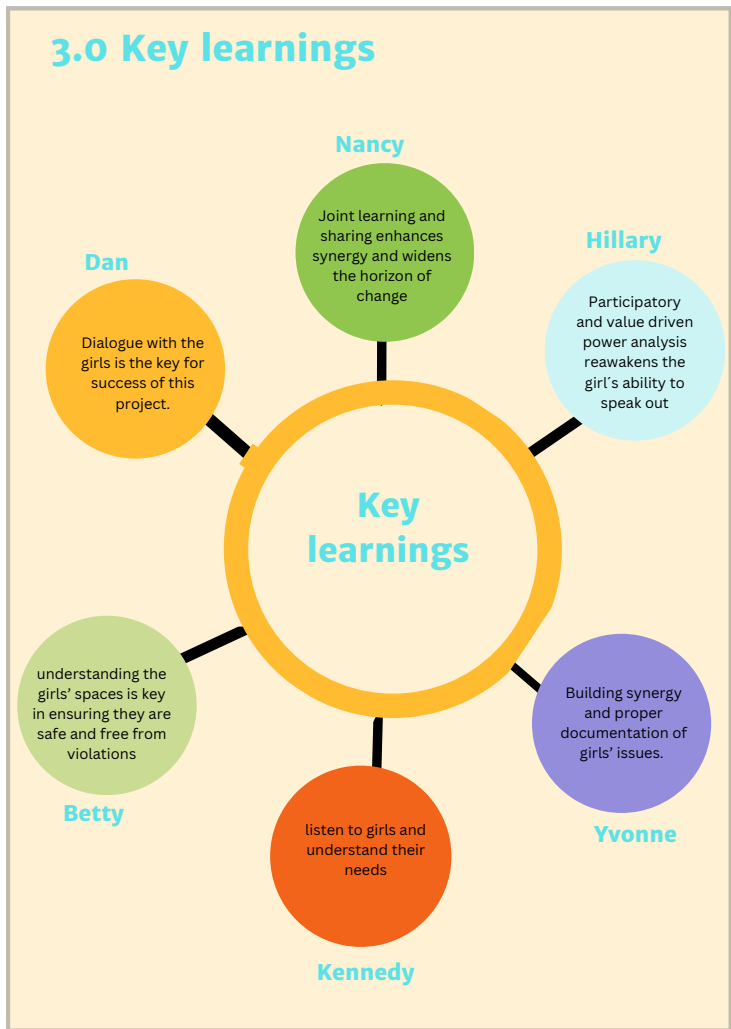 3.0 Key learnings
Nancy
Joint learning and
sharing enhances
synergy and widens
the horizon of
change
Hillary
Participatory
and value driven
power analysis
reawakens the
girl´s ability to
speak out
Dan
Dialogue with the
girls is the key for
success of this
project.
Key
learnings
understanding the
girls’ spaces is key
in ensuring they are
safe and free from
violations
Betty
Building synergy
and proper
documentation of
girls’ issues.
Yvonne
listen to girls and
understand their
needs
Kennedy